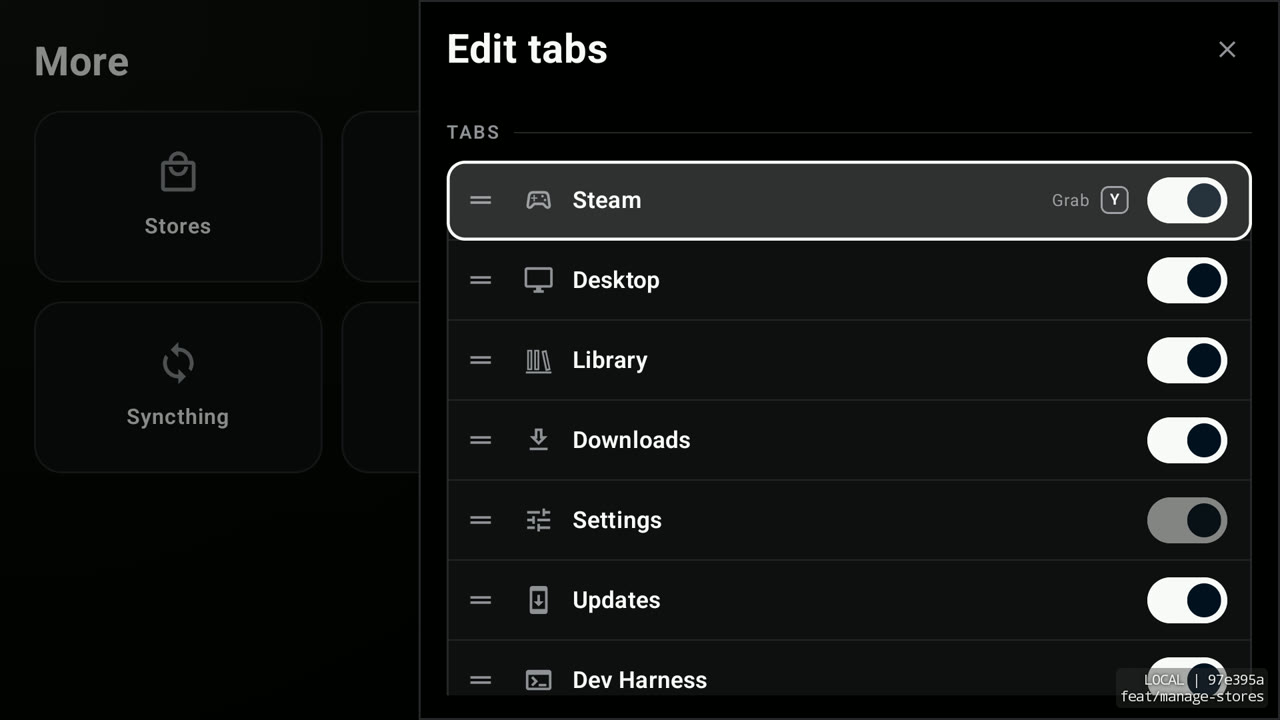 More
Stores
Syncthing
Edit tabs
TABS
Steam
Grab Y
Desktop
Library
Downloads
Settings
Updates
Dev Harness
LOCAL | 97e395a
feat/manage-stores